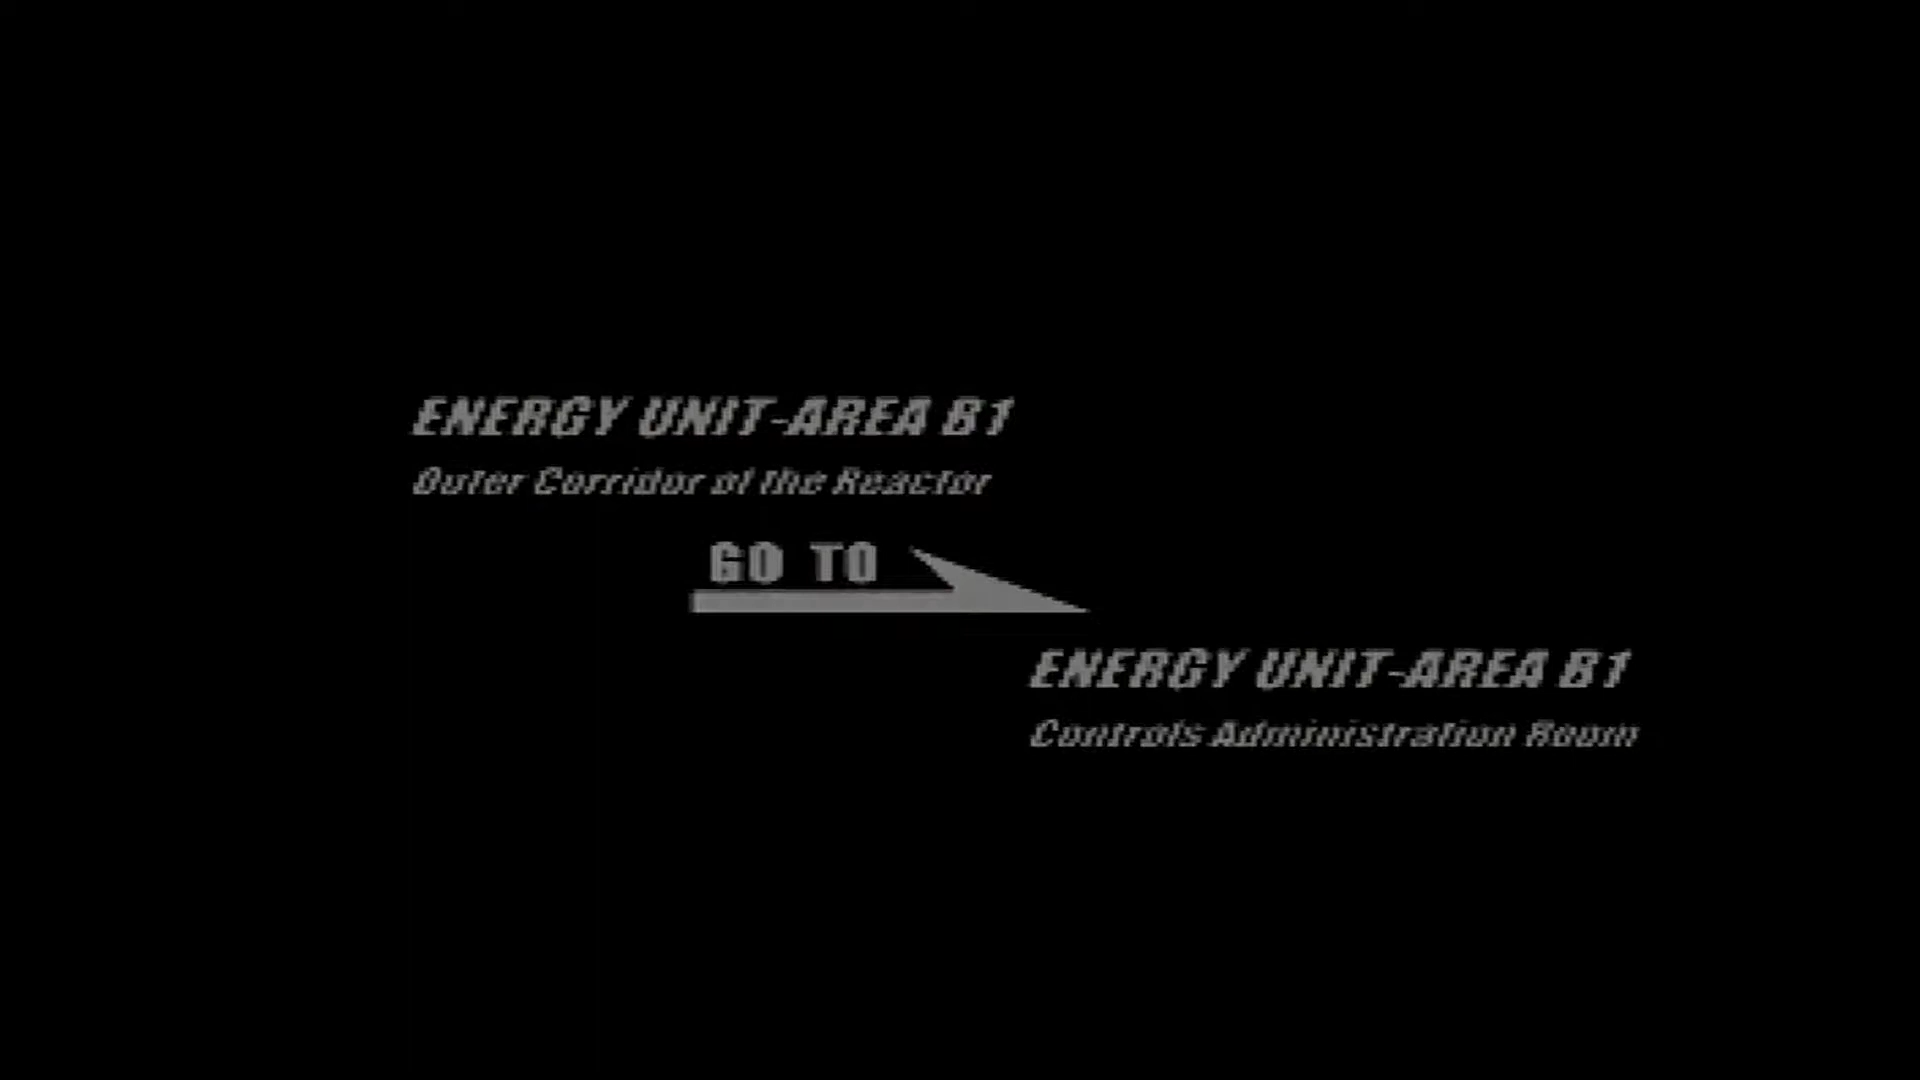 ENERGY UNIT-AREA B1
Outer Corridor of the Reactor
GO TO
ENERGY UNIT-AREA B1
Controls Administration Room